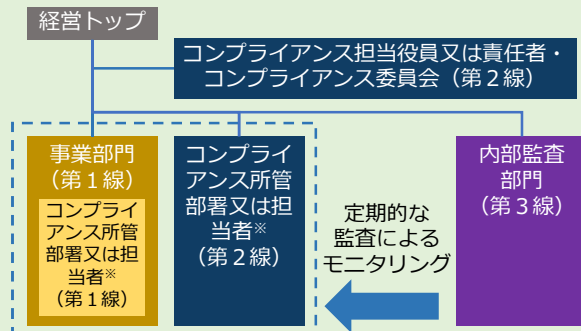 経営トップ
コンプライアンス担当役員又は責任者・
コンプライアンス委員会（第２線）
事業部門
（第１線）
コンプライ
アンス所管
部署又は担
当者※
（第１線）
コンプライ
アンス所管
部署又は担
当者※
（第２線）
定期的な
監査による
モニタリング
内部監査
部門
（第３線）